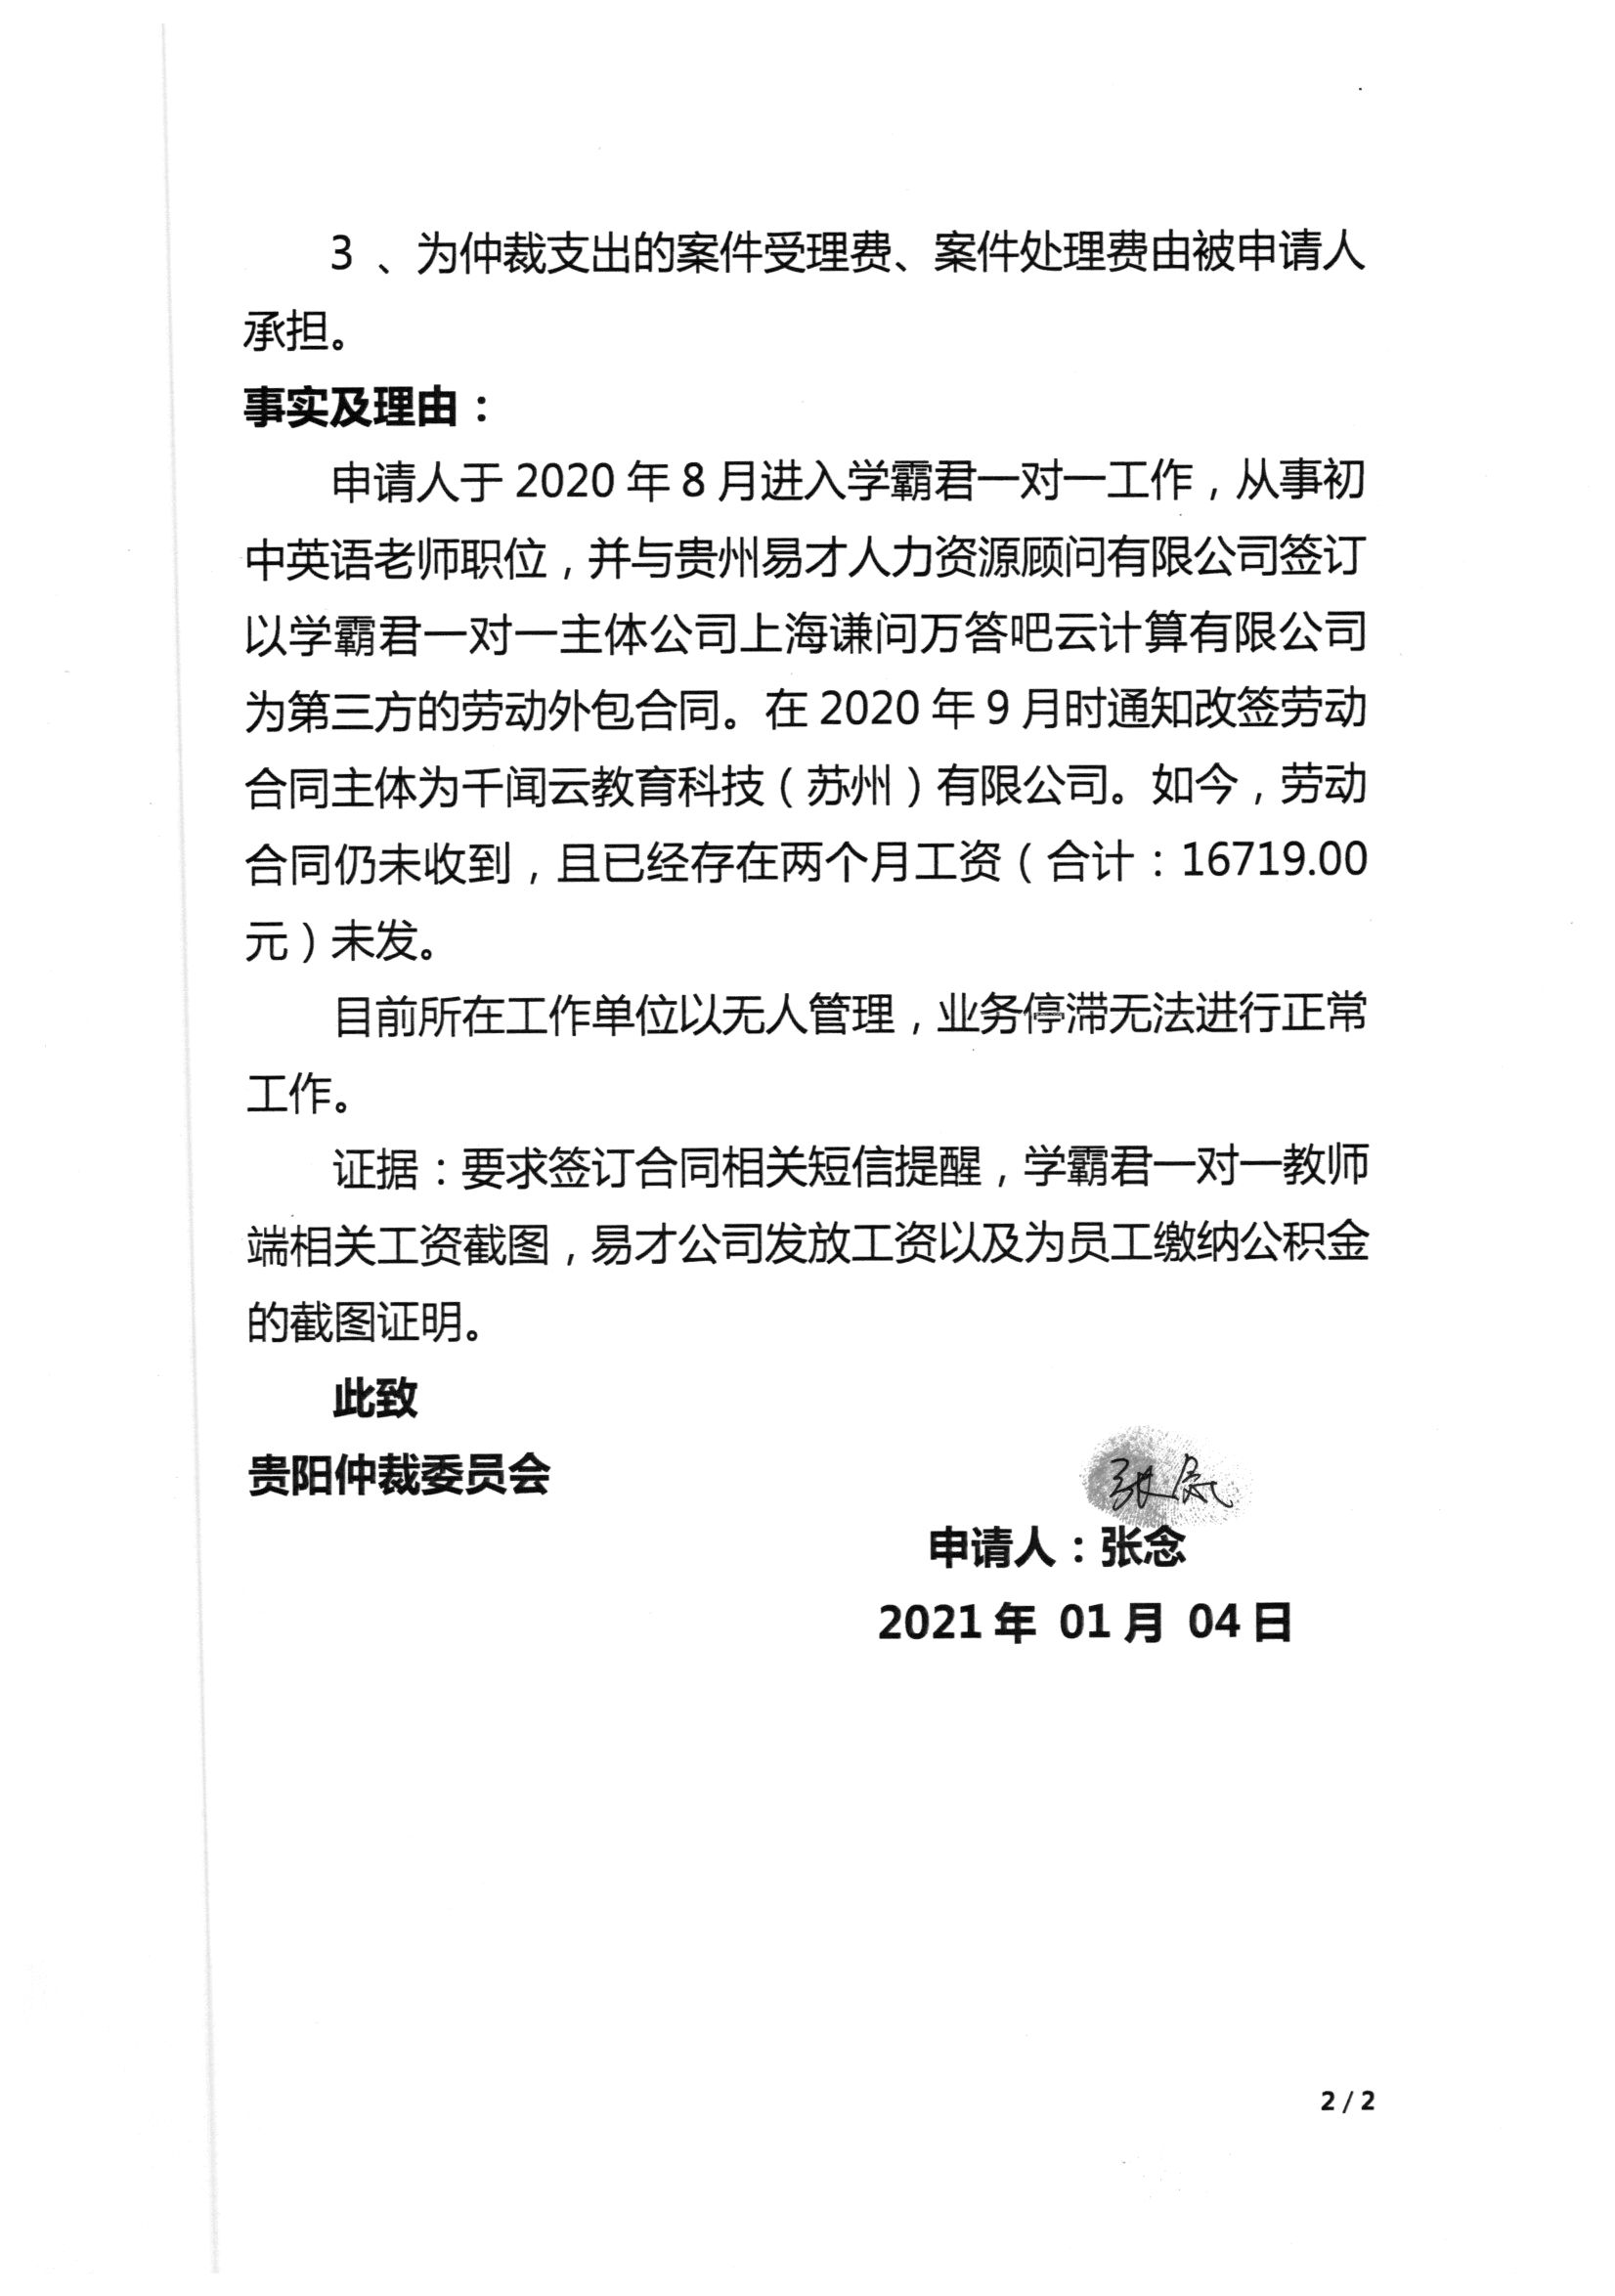 3 、为仲裁支出的案件受理费、案件处理费由被申请人
承担。
事实及理由：
申请人于 2020 年 8 月进入学霸君一对一工作，从事初
中英语老师职位，并与贵州易才人力资源顾问有限公司签订
以学霸君一对一主体公司上海谦问万答吧云计算有限公司
为第三方的劳动外包合同。在 2020 年 9 月时通知改签劳动
合同主体为千闻云教育科技（苏州）有限公司。如今，劳动
合同仍未收到，且已经存在两个月工资（合计：16719.00
元）未发。
目前所在工作单位以无人管理，业务停滞无法进行正常
工作。
证据：要求签订合同相关短信提醒，学霸君一对一教师
端相关工资截图，易才公司发放工资以及为员工缴纳公积金
的截图证明。
此致
贵阳仲裁委员会
张念
申请人：张念
2021 年 01 月 04 日
2 / 2